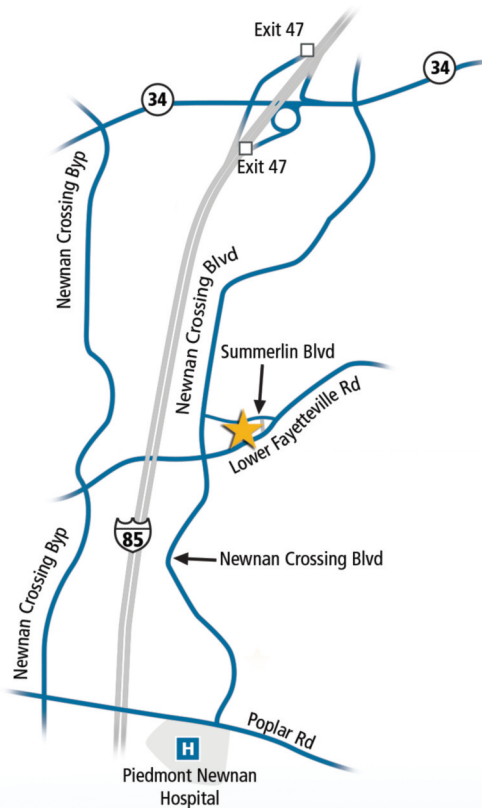 Exit 47
34
34
Exit 47
Newnan Crossing Byp
Newnan Crossing Blvd
Summerlin Blvd
Lower Fayetteville Rd
85
Newnan Crossing Blvd
Newnan Crossing Byp
Poplar Rd
H
Piedmont Newnan
Hospital